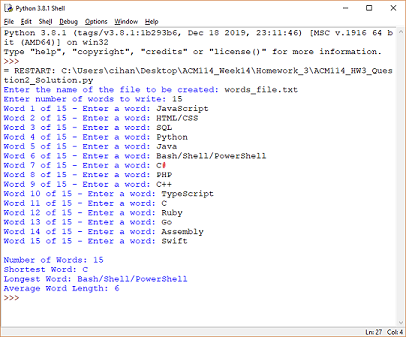 Python 3.8.1 Shell
File Edit Shell Debug Options Window Help
Python 3.8.1 (tags/v3.8.1:1b293b6, Dec 18 2019, 23:11:46) [MSC v.1916 64 b
it (AMD64)] on win32
Type "help", "copyright", "credits" or "license()" for more information.
>>>
= RESTART: C:\Users\cihan\Desktop\ACM114_Week14\Homework_3\ACM114_HW3_Ques
tion2_Solution.py
Enter the name of the file to be created: words_file.txt
Enter number of words to write: 15
Word 1 of 15 - Enter a word: JavaScript
Word 2 of 15 - Enter a word: HTML/CSS
Word 3 of 15 - Enter a word: SQL
Word 4 of 15 - Enter a word: Python
Word 5 of 15 - Enter a word: Java
Word 6 of 15 - Enter a word: Bash/Shell/PowerShell
Word 7 of 15 - Enter a word: C#
Word 8 of 15 - Enter a word: PHP
Word 9 of 15 - Enter a word: C++
Word 10 of 15 - Enter a word: TypeScript
Word 11 of 15 - Enter a word: C
Word 12 of 15 - Enter a word: Ruby
Word 13 of 15 - Enter a word: Go
Word 14 of 15 - Enter a word: Assembly
Word 15 of 15 - Enter a word: Swift
Number of Words: 15
Shortest Word: C
Longest Word: Bash/Shell/PowerShell
Average Word Length: 6
>>>
Ln: 27 Col: 4